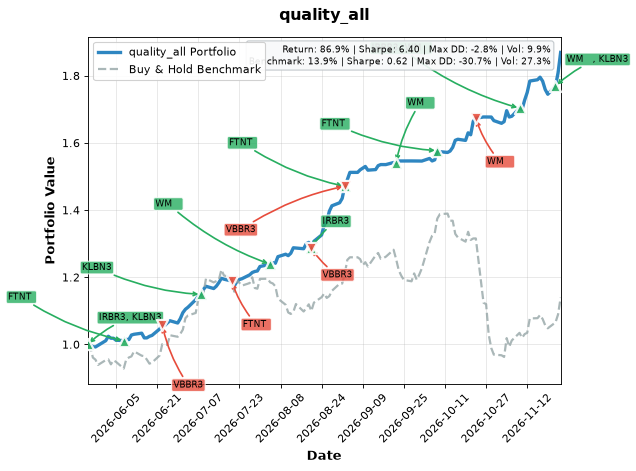 quality_all
quality_all Portfolio
Buy & Hold Benchmark
Return: 86.9% | Sharpe: 6.40 | Max DD: -2.8% | Vol: 9.9%
Benchmark: 13.9% | Sharpe: 0.62 | Max DD: -30.7% | Vol: 27.3%
WM , KLBN3
WM
FTNT
FTNT
WM
WM
IRBR3
VBBR3
KLBN3
VBBR3
FTNT
IRBR3, KLBN3
FTNT
VBBR3
Portfolio Value
1.8
1.6
1.4
1.2
1.0
2026-06-05
2026-06-21
2026-07-07
2026-07-23
2026-08-08
2026-08-24
2026-09-09
2026-09-25
2026-10-11
2026-10-27
2026-11-12
Date